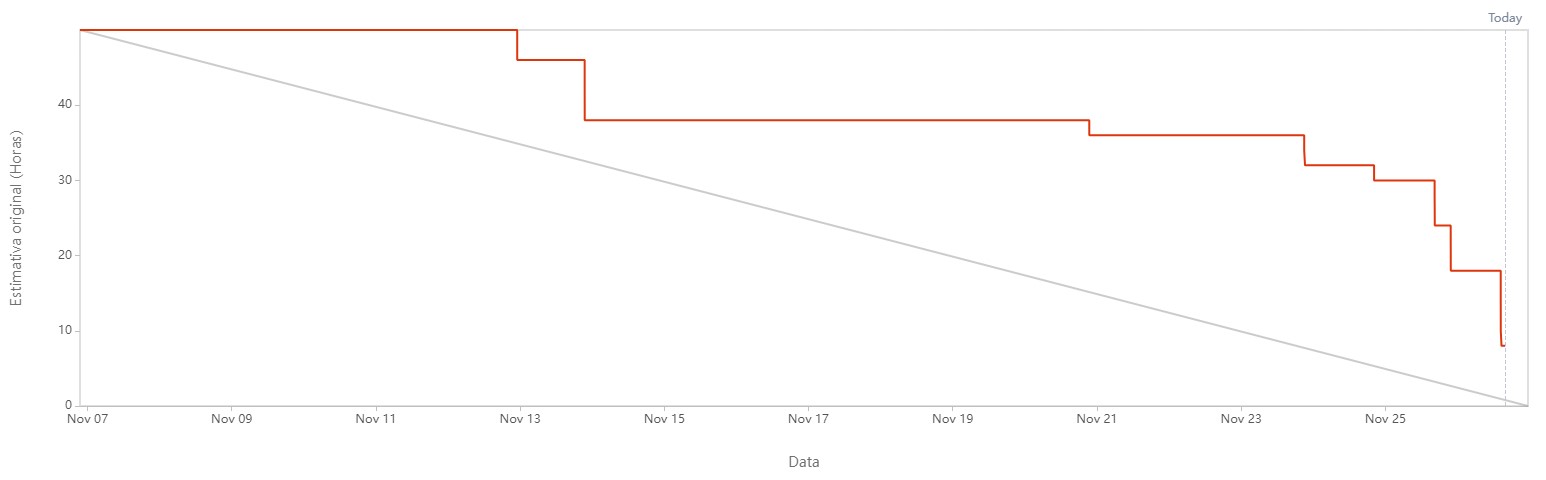 Today
40
30
20
10
0
Estimativa original (Horas)
Nov 07 Nov 09 Nov 11 Nov 13 Nov 15 Nov 17 Nov 19 Nov 21 Nov 23 Nov 25
Data